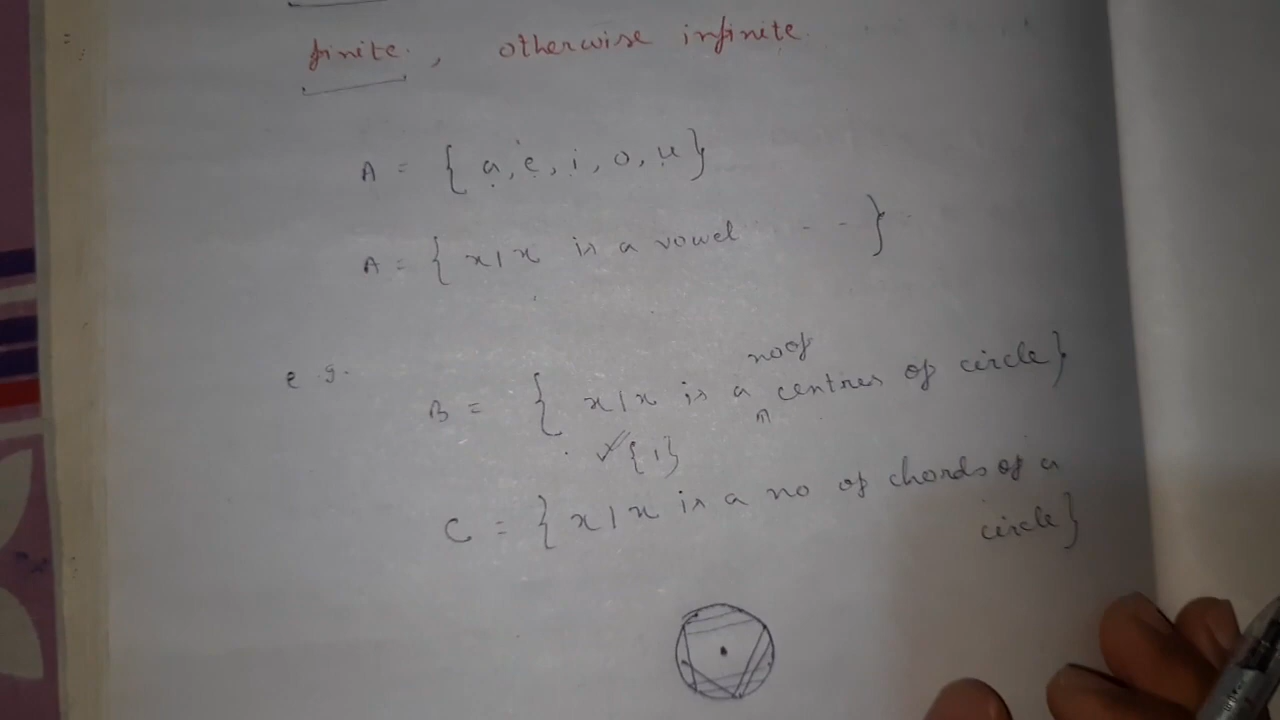 finite. , otherwise infinite.
A = { a, e, i, o, u }
A = { x | x is a vowel - - - }
no of
e g. B = { x | x is a centres of circle }
✓ { 1 }
C = { x | x is a no of chords of a
circle }